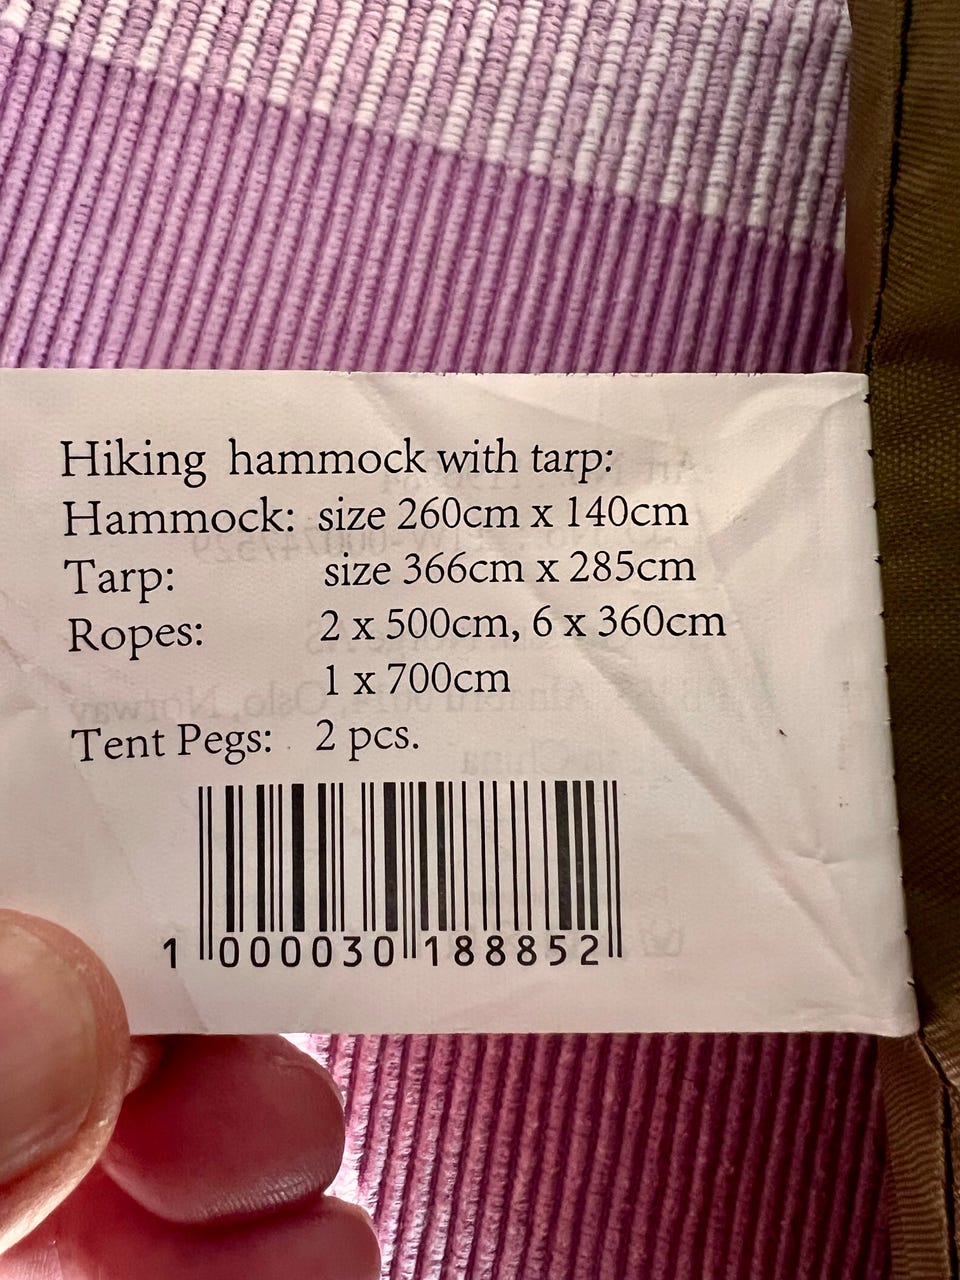 Hiking hammock with tarp:
Hammock: size 260cm x 140cm
Tarp: size 366cm x 285cm
Ropes: 2 x 500cm, 6 x 360cm
1 x 700cm
Tent Pegs: 2 pcs.
1 000030 188852